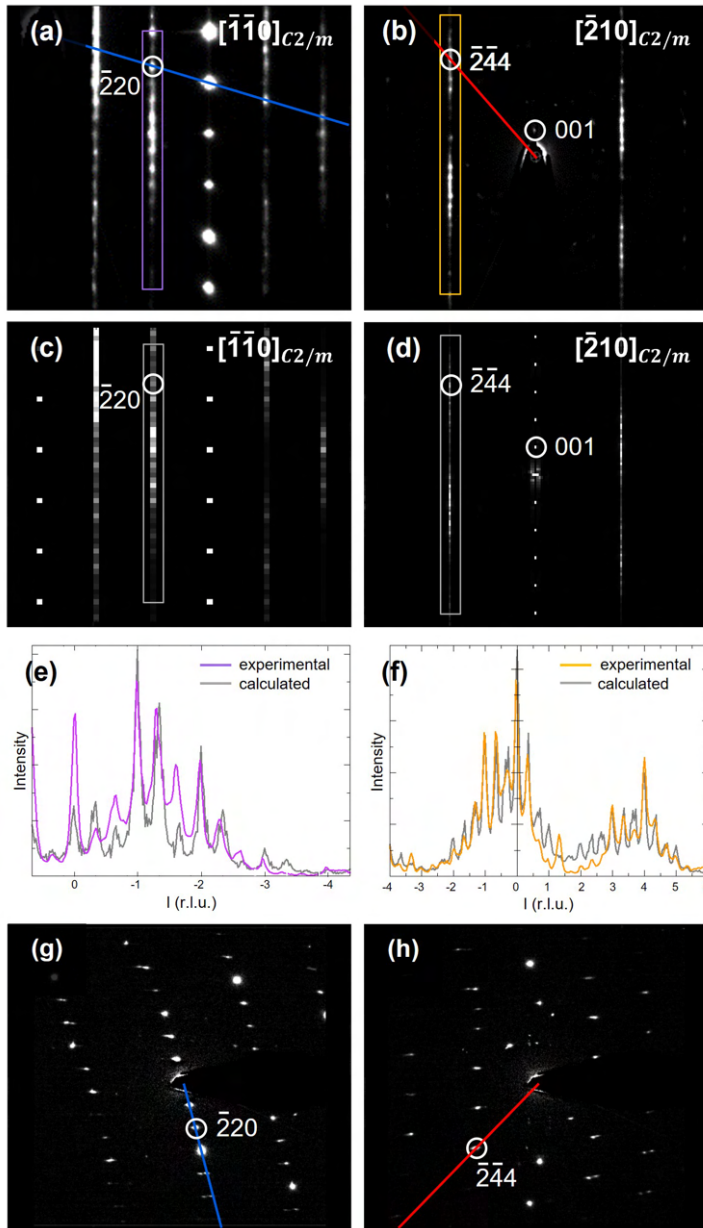 (a) [1̄1̄0]C2/m
2̄20
(b) [2̄10]C2/m
2̄4̄4
001
(c) [1̄1̄0]C2/m
2̄20
(d) [2̄10]C2/m
2̄4̄4
001
(e)
experimental
calculated
Intensity
0 -1 -2 -3 -4
l (r.l.u.)
(f)
experimental
calculated
Intensity
-4 -3 -2 -1 0 1 2 3 4 5
l (r.l.u.)
(g)
2̄20
(h)
2̄4̄4